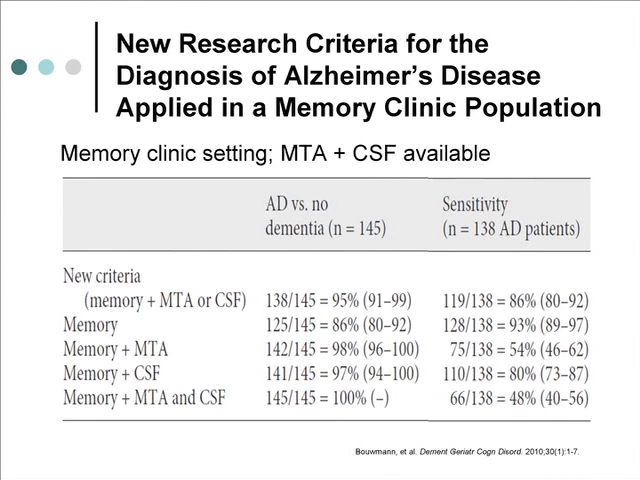 New Research Criteria for the
Diagnosis of Alzheimer's Disease
Applied in a Memory Clinic Population
Memory clinic setting; MTA + CSF available
AD vs. no Sensitivity
dementia (n = 145) (n = 138 AD patients)
New criteria
(memory + MTA or CSF) 138/145 = 95% (91–99) 119/138 = 86% (80–92)
Memory 125/145 = 86% (80–92) 128/138 = 93% (89–97)
Memory + MTA 142/145 = 98% (96–100) 75/138 = 54% (46–62)
Memory + CSF 141/145 = 97% (94–100) 110/138 = 80% (73–87)
Memory + MTA and CSF 145/145 = 100% (–) 66/138 = 48% (40–56)
Bouwmann, et al. Dement Geriatr Cogn Disord. 2010;30(1):1-7.